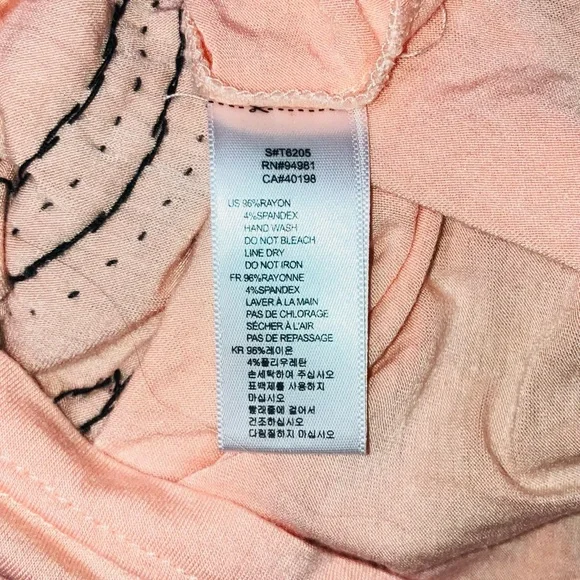 S#T6205
RN#94981
CA#40198
US 96%RAYON
4%SPANDEX
HAND WASH
DO NOT BLEACH
LINE DRY
DO NOT IRON
FR 96%RAYONNE
4%SPANDEX
LAVER À LA MAIN
PAS DE CHLORAGE
SÉCHER À L'AIR
PAS DE REPASSAGE
KR 96%레이온
4%폴리우레탄
손세탁하여 주십시오
표백제를 사용하지
마십시오
빨래줄에 걸어서
건조하십시오
다림질하지 마십시오